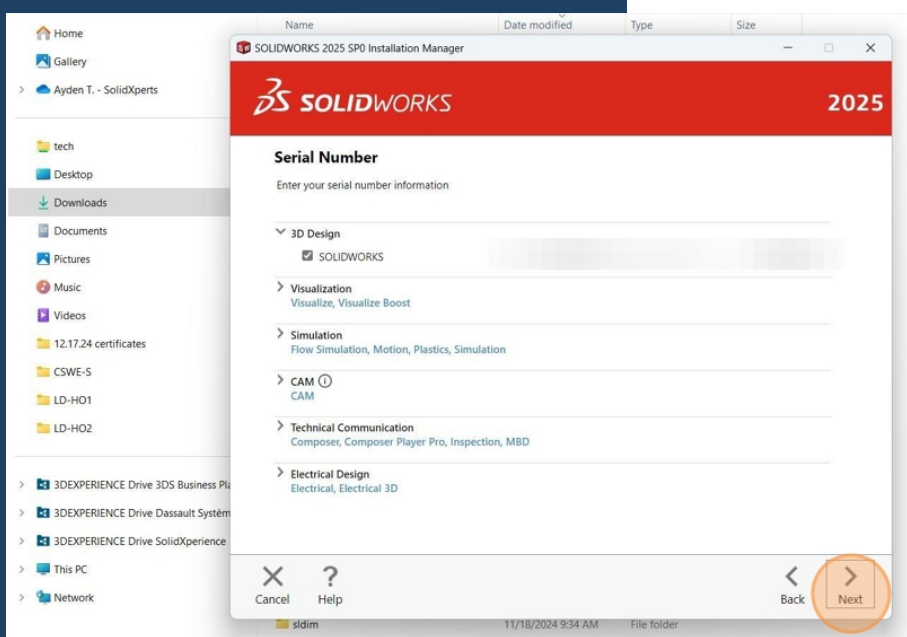 Name Date modified Type Size
Home
Gallery
Ayden T. - SolidXperts
tech
Desktop
Downloads
Documents
Pictures
Music
Videos
12.17.24 certificates
CSWE-S
LD-HO1
LD-HO2
3DEXPERIENCE Drive 3DS Business Pla
3DEXPERIENCE Drive Dassault Systèm
3DEXPERIENCE Drive SolidXperience
This PC
Network
SOLIDWORKS 2025 SP0 Installation Manager
SOLIDWORKS 2025
Serial Number
Enter your serial number information
3D Design
SOLIDWORKS
Visualization
Visualize, Visualize Boost
Simulation
Flow Simulation, Motion, Plastics, Simulation
CAM
CAM
Technical Communication
Composer, Composer Player Pro, Inspection, MBD
Electrical Design
Electrical, Electrical 3D
Cancel Help Back Next
sldim 11/18/2024 9:34 AM File folder